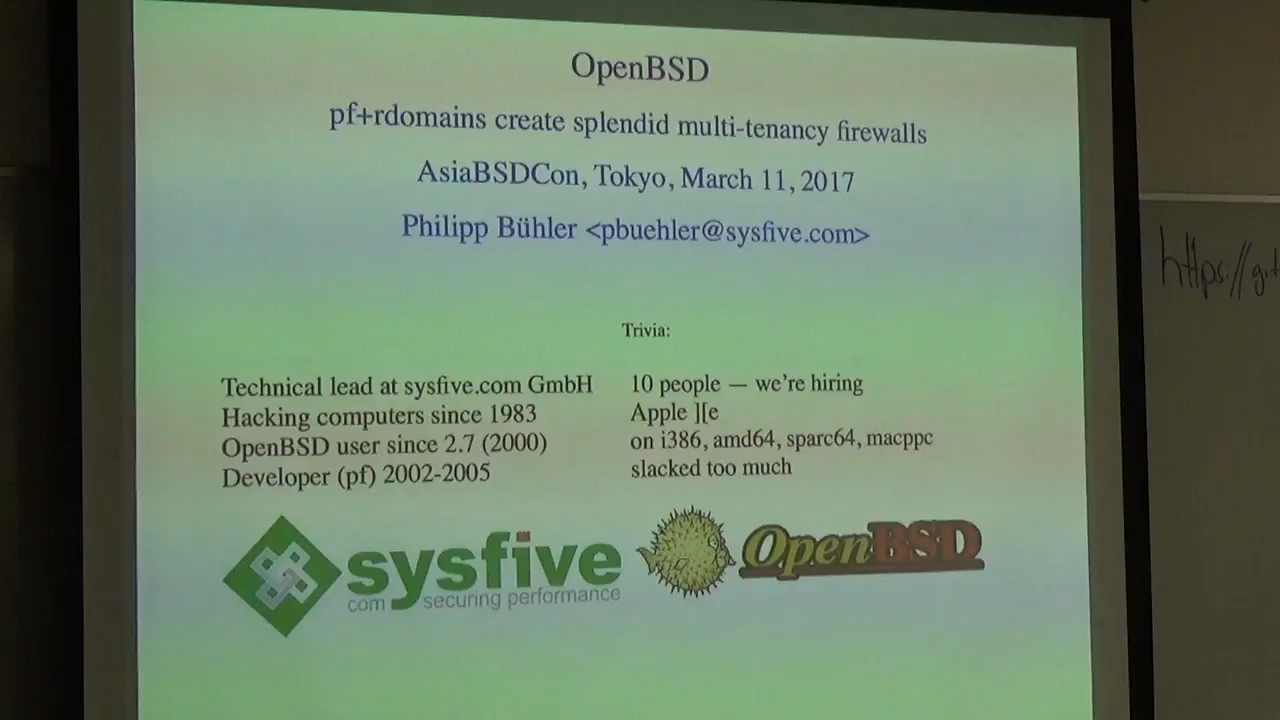 OpenBSD
pf+rdomains create splendid multi-tenancy firewalls
AsiaBSDCon, Tokyo, March 11, 2017
Philipp Bühler <pbuehler@sysfive.com>
Trivia:
Technical lead at sysfive.com GmbH 10 people — we're hiring
Hacking computers since 1983 Apple ][e
OpenBSD user since 2.7 (2000) on i386, amd64, sparc64, macppc
Developer (pf) 2002-2005 slacked too much
sysfive
com securing performance
OpenBSD
https://git